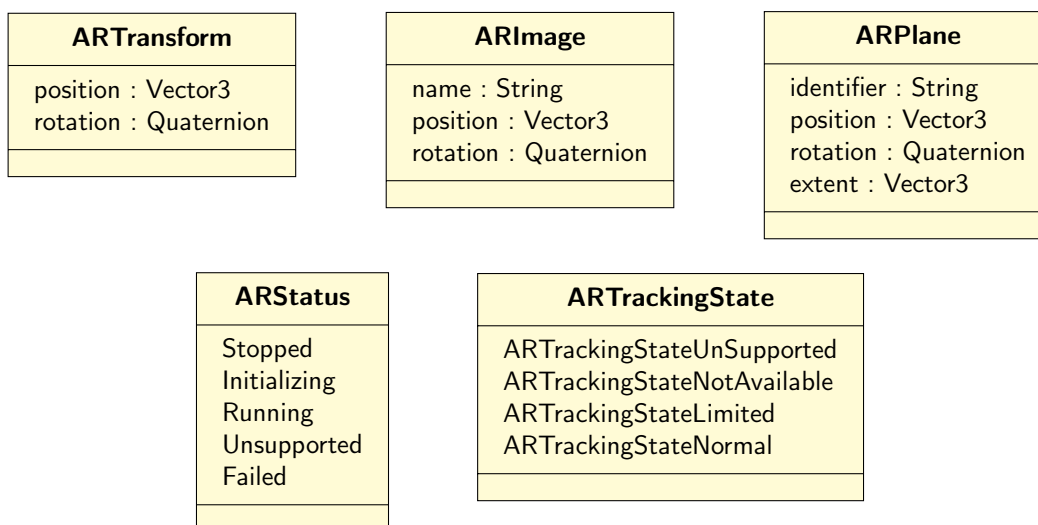 ARTransform
position : Vector3
rotation : Quaternion
ARImage
name : String
position : Vector3
rotation : Quaternion
ARPlane
identifier : String
position : Vector3
rotation : Quaternion
extent : Vector3
ARStatus
Stopped
Initializing
Running
Unsupported
Failed
ARTrackingState
ARTrackingStateUnSupported
ARTrackingStateNotAvailable
ARTrackingStateLimited
ARTrackingStateNormal